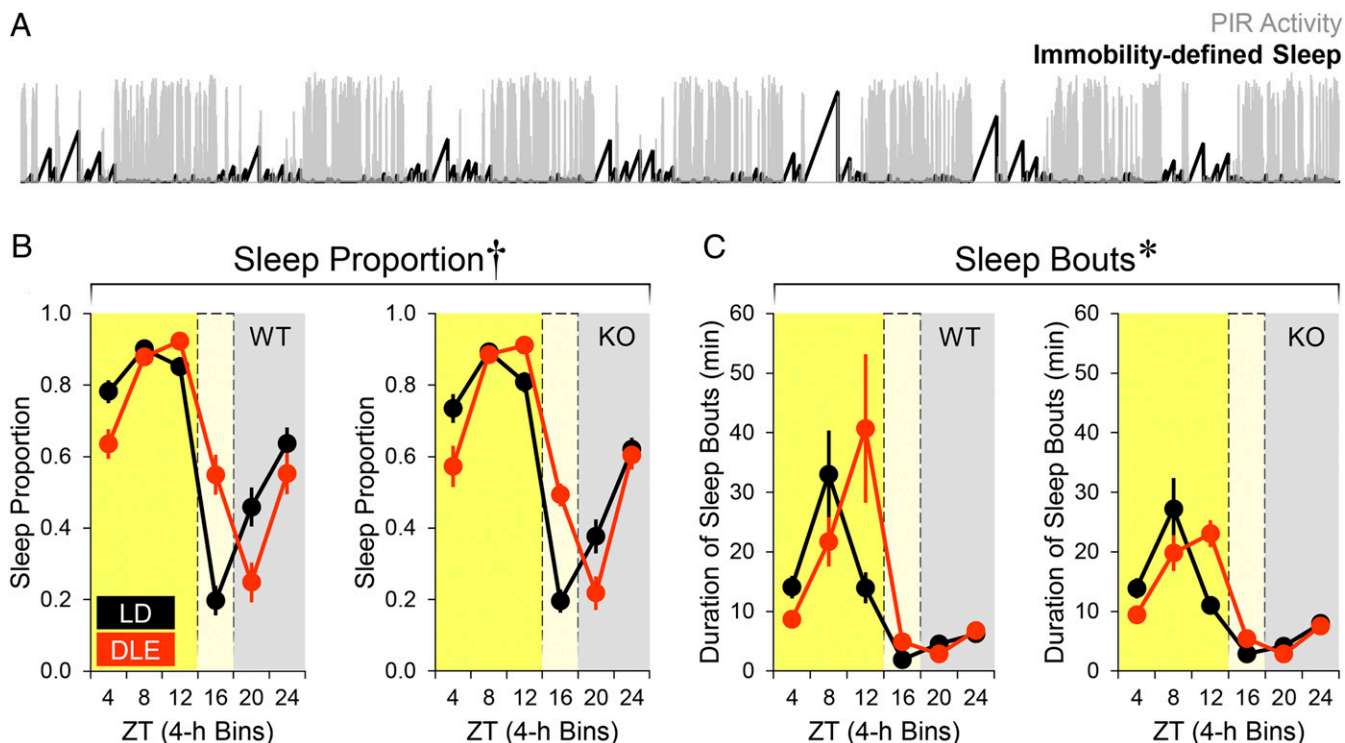 A
PIR Activity
Immobility-defined Sleep
B
Sleep Proportion†
Sleep Proportion
1.0
0.8
0.6
0.4
0.2
0.0
WT
LD
DLE
4 8 12 16 20 24
ZT (4-h Bins)
Sleep Proportion
1.0
0.8
0.6
0.4
0.2
0.0
KO
4 8 12 16 20 24
ZT (4-h Bins)
C
Sleep Bouts*
Duration of Sleep Bouts (min)
60
50
40
30
20
10
0
WT
4 8 12 16 20 24
ZT (4-h Bins)
Duration of Sleep Bouts (min)
60
50
40
30
20
10
0
KO
4 8 12 16 20 24
ZT (4-h Bins)